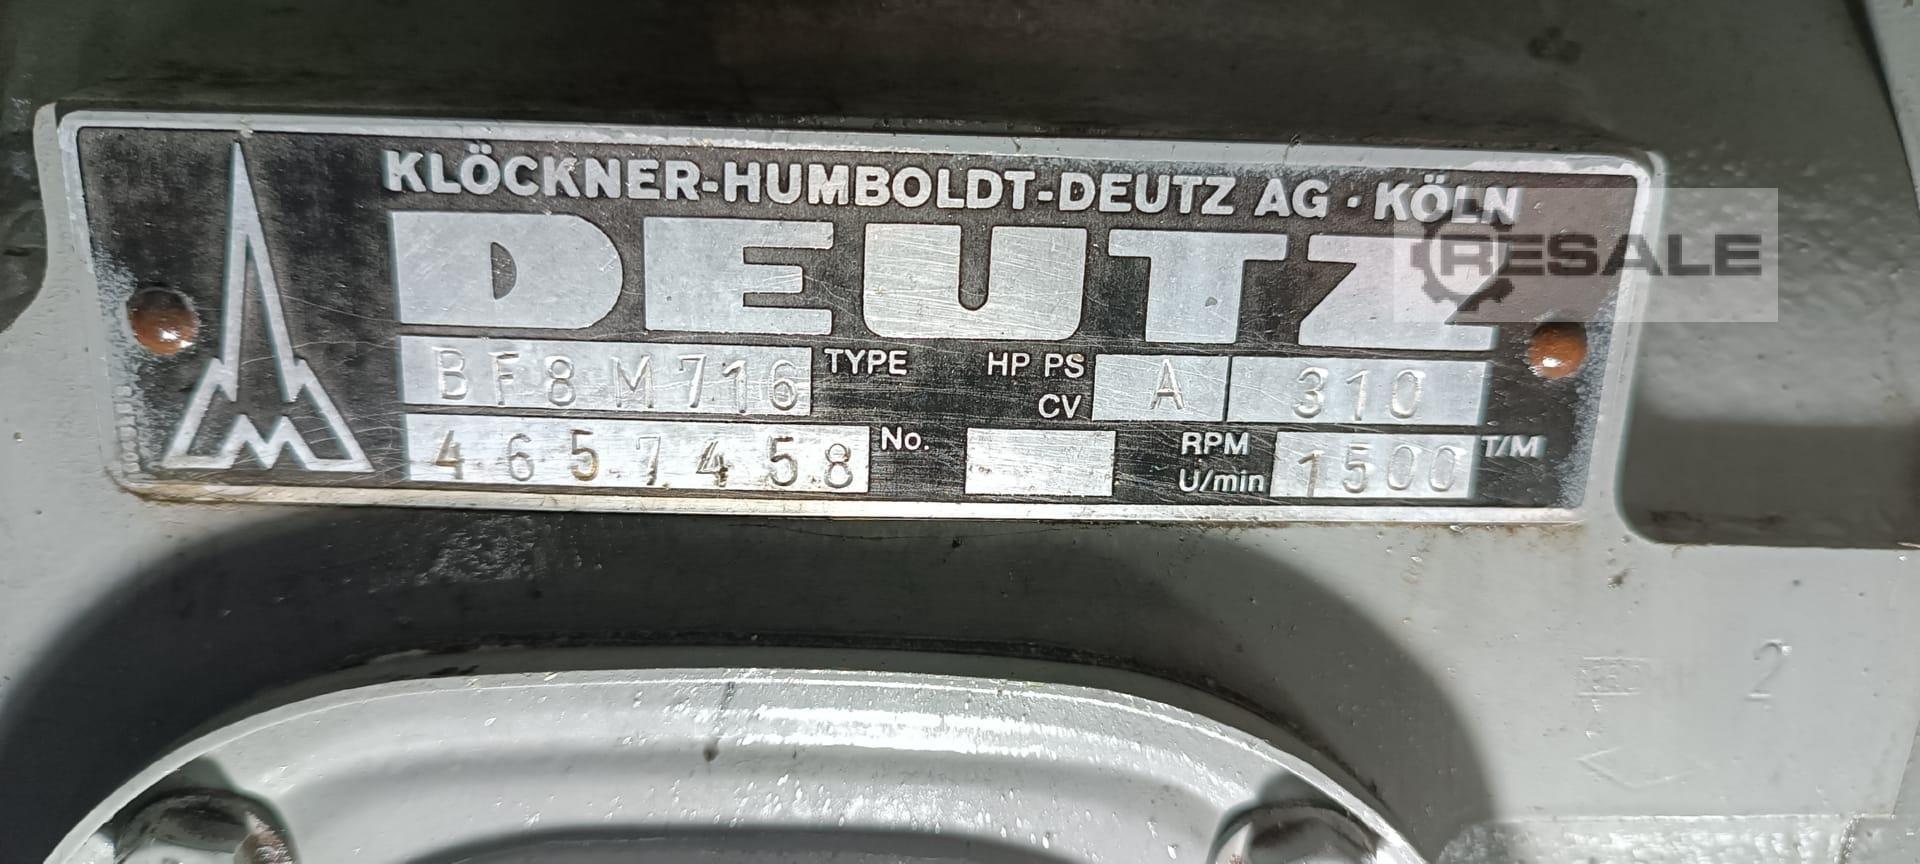 KLÖCKNER-HUMBOLDT-DEUTZ AG · KÖLN
DEUTZ
RESALE
BF8M716 TYPE HP PS CV A 310
4657458 No. RPM U/min 1500 T/M
2